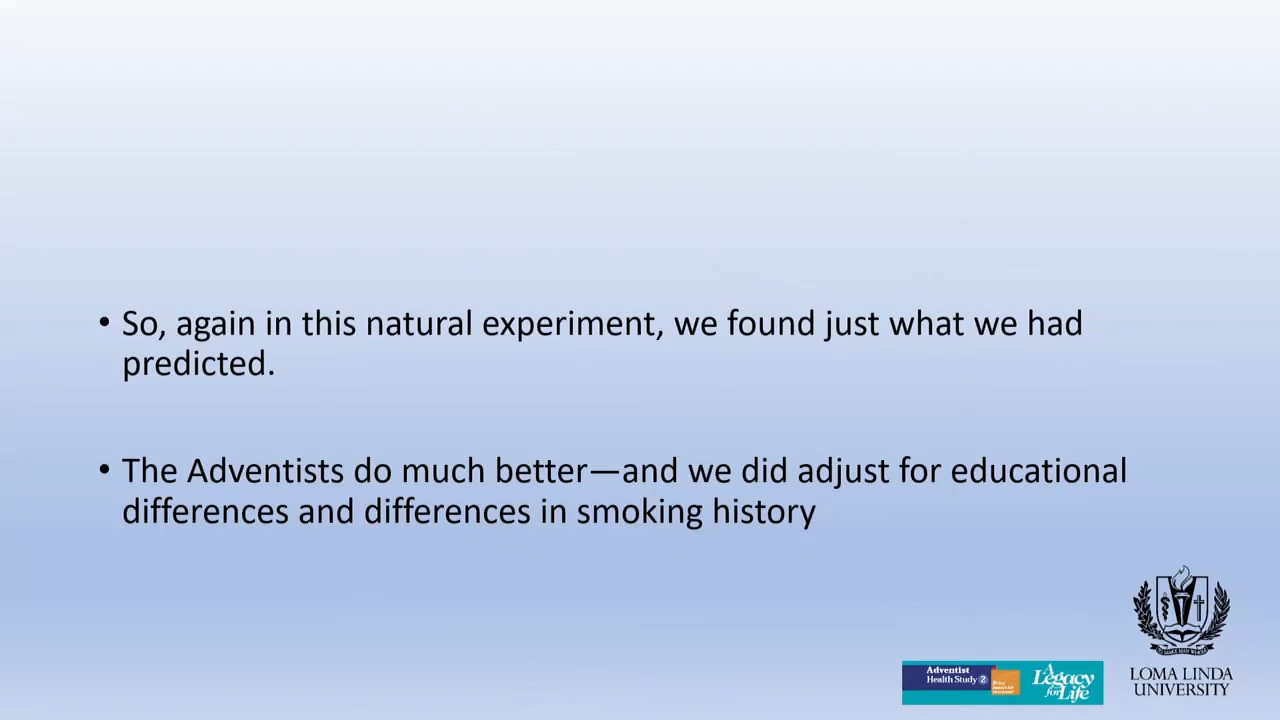 • So, again in this natural experiment, we found just what we had
predicted.
• The Adventists do much better—and we did adjust for educational
differences and differences in smoking history
Adventist
Health Study 2
A
Legacy
for Life
LOMA LINDA
UNIVERSITY